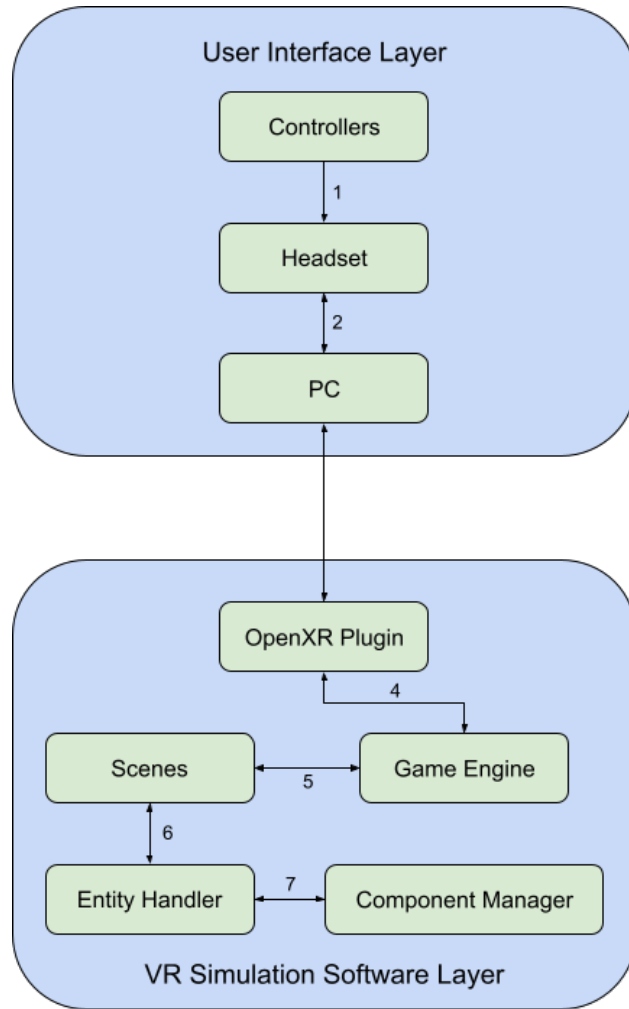 User Interface Layer
Controllers
1
Headset
2
PC
OpenXR Plugin
4
Scenes
Game Engine
5
6
Entity Handler
7
Component Manager
VR Simulation Software Layer